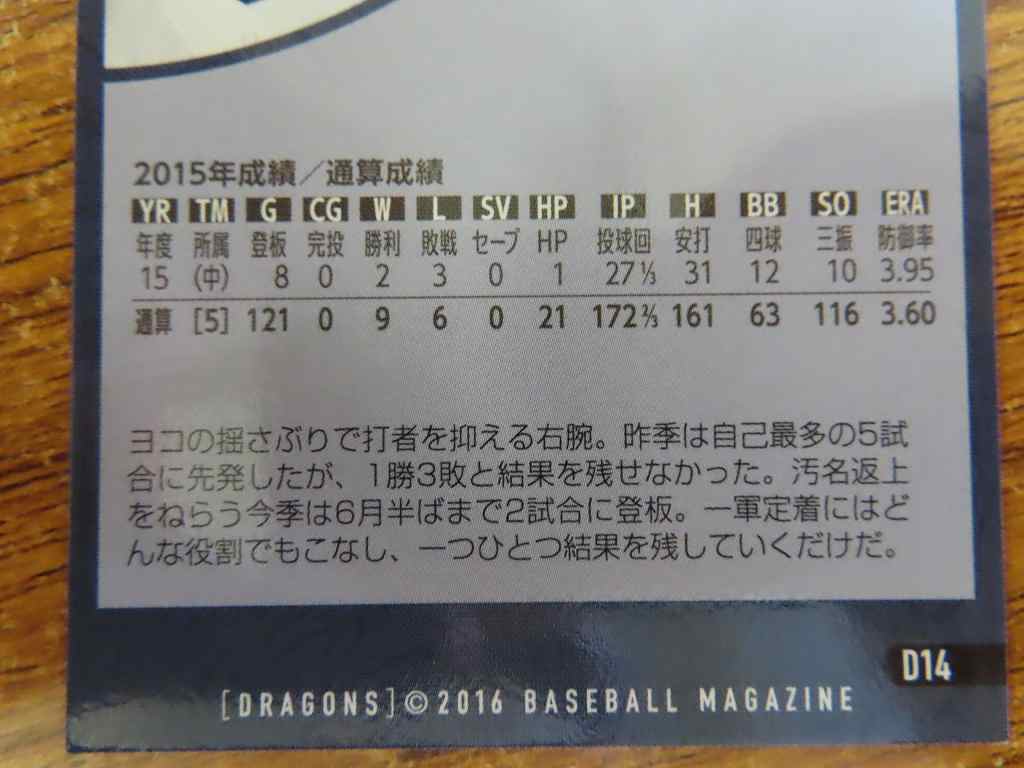 2015年成績／通算成績
YR TM G CG W L SV HP IP H BB SO ERA
年度 所属 登板 完投 勝利 敗戦 セーブ HP 投球回 安打 四球 三振 防御率
15 (中) 8 0 2 3 0 1 27⅓ 31 12 10 3.95
通算 [5] 121 0 9 6 0 21 172⅔ 161 63 116 3.60
ヨコの揺さぶりで打者を抑える右腕。昨季は自己最多の5試
合に先発したが、1勝3敗と結果を残せなかった。汚名返上
をねらう今季は6月半ばまで2試合に登板。一軍定着にはど
んな役割でもこなし、一つひとつ結果を残していくだけだ。
D14
[DRAGONS]©2016 BASEBALL MAGAZINE